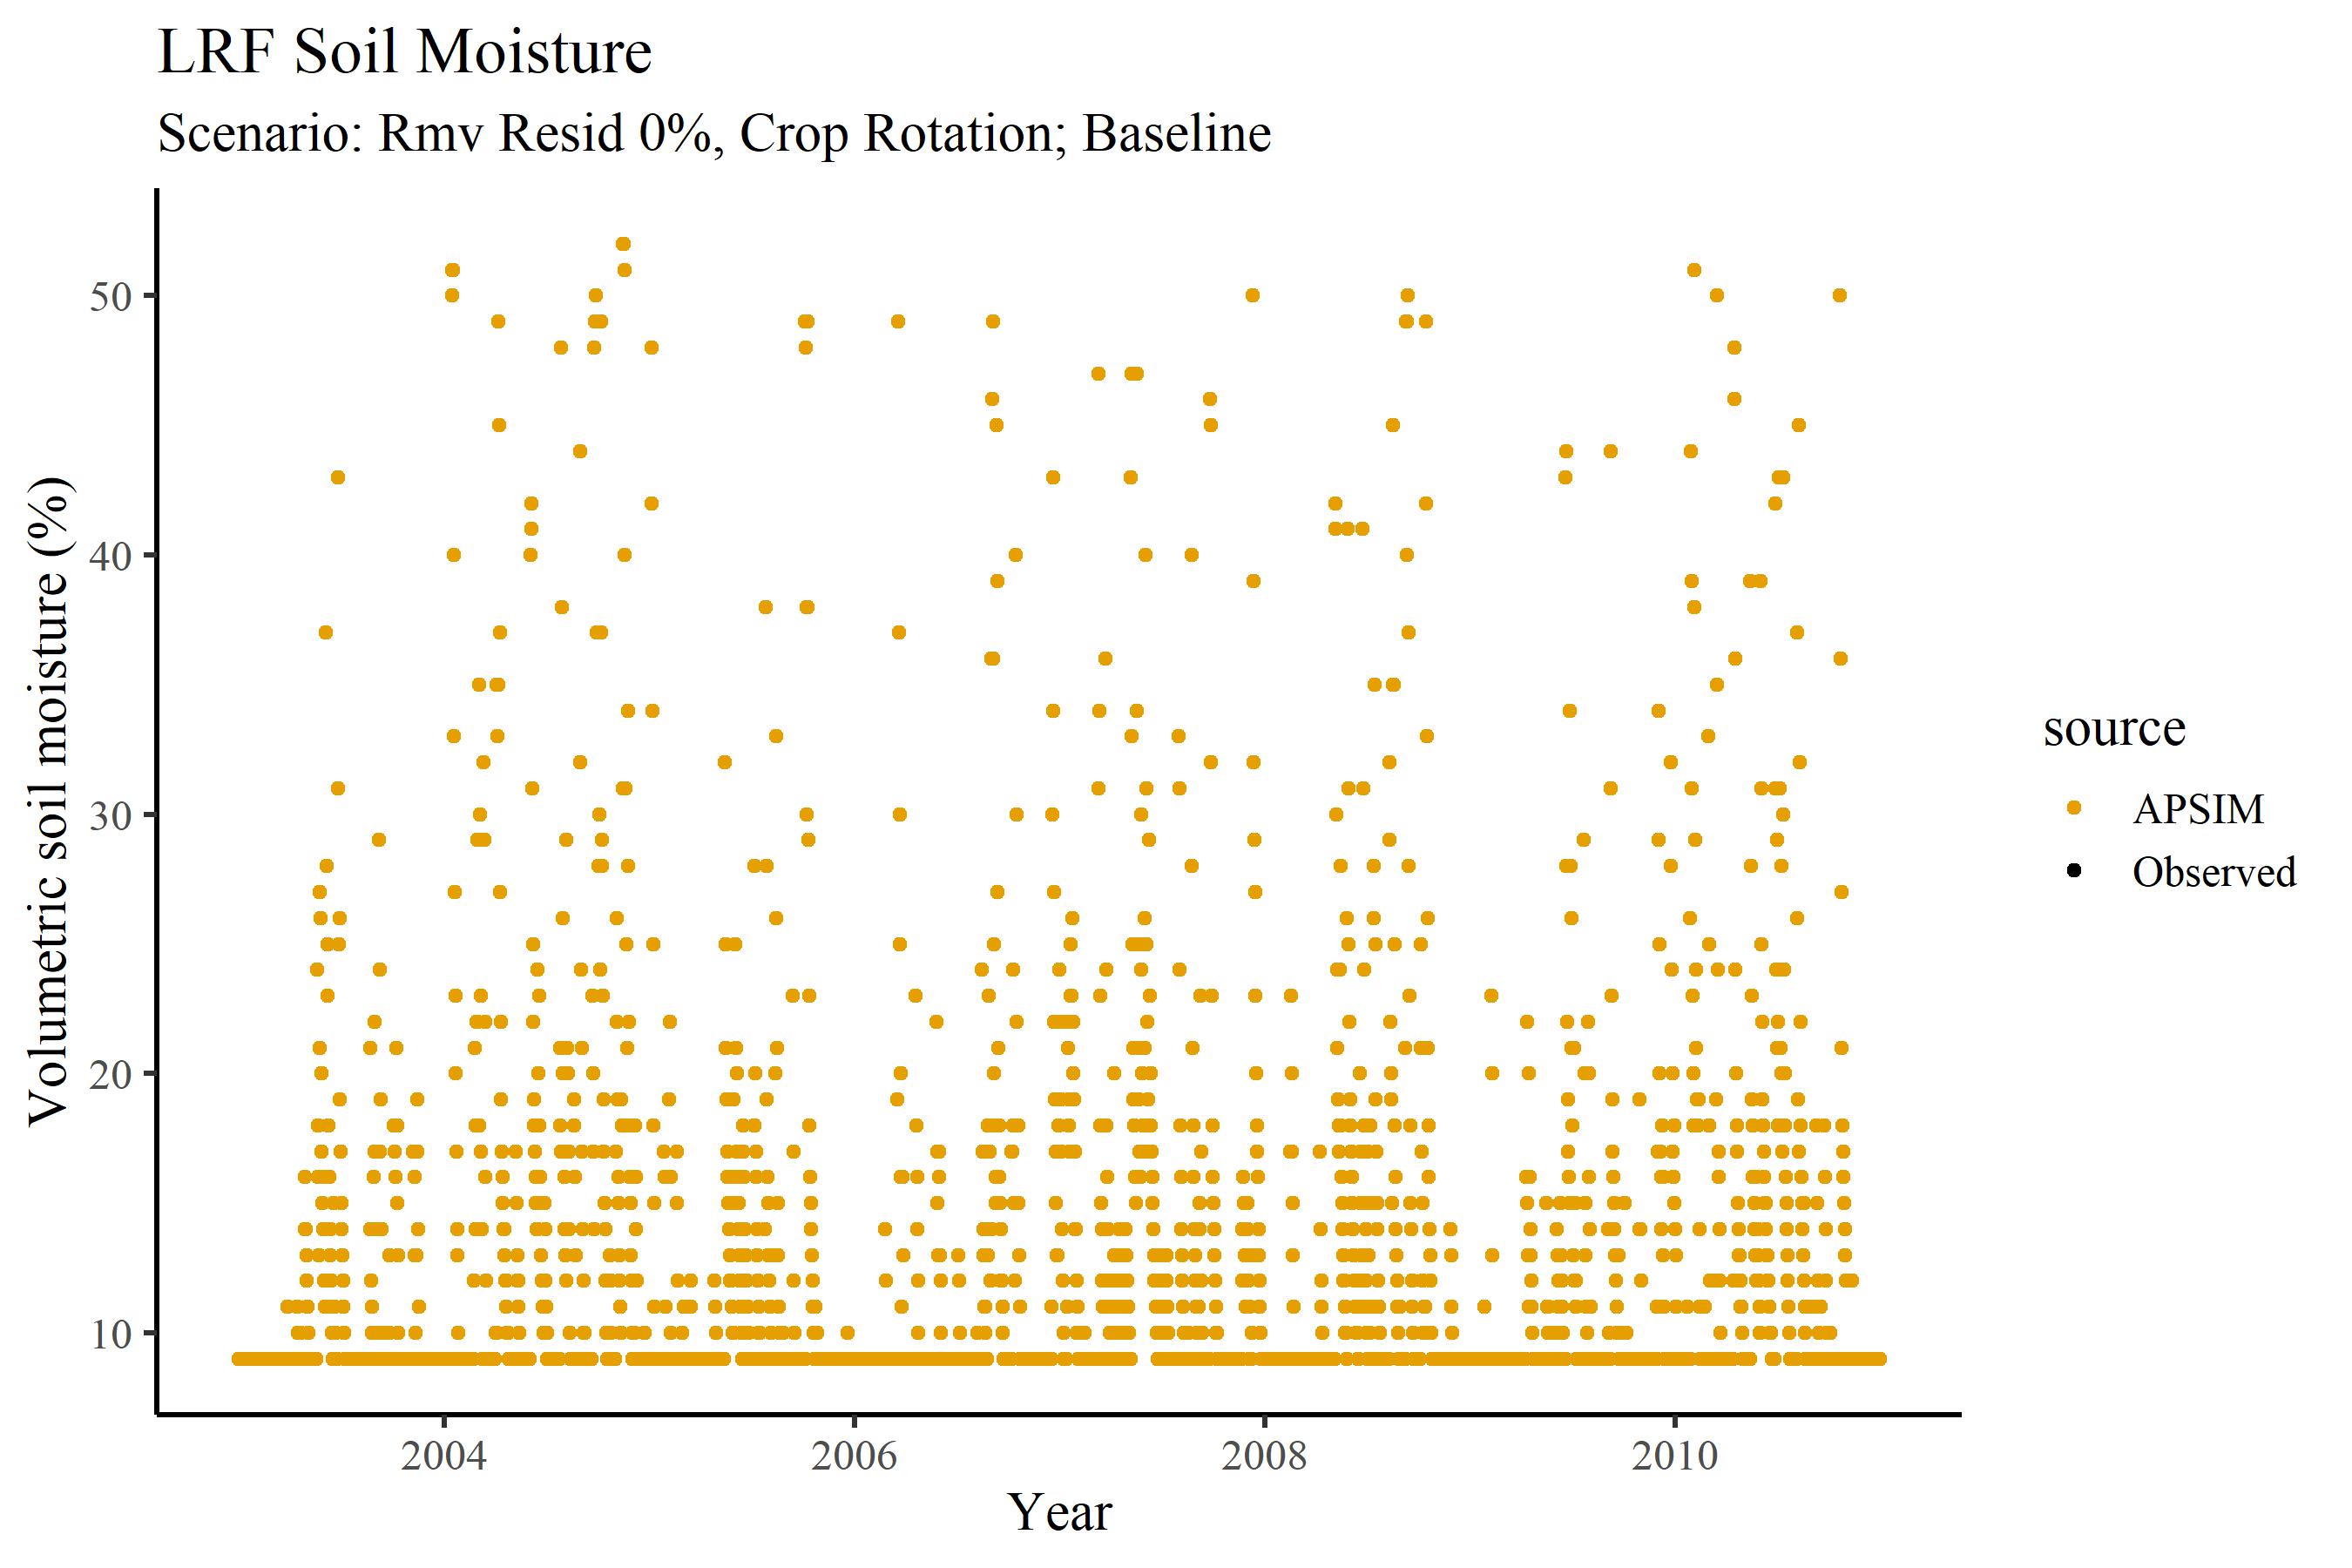 LRF Soil Moisture
Scenario: Rmv Resid 0%, Crop Rotation; Baseline
Volumetric soil moisture (%)
50
40
30
20
10
2004 2006 2008 2010
Year
source
APSIM
Observed